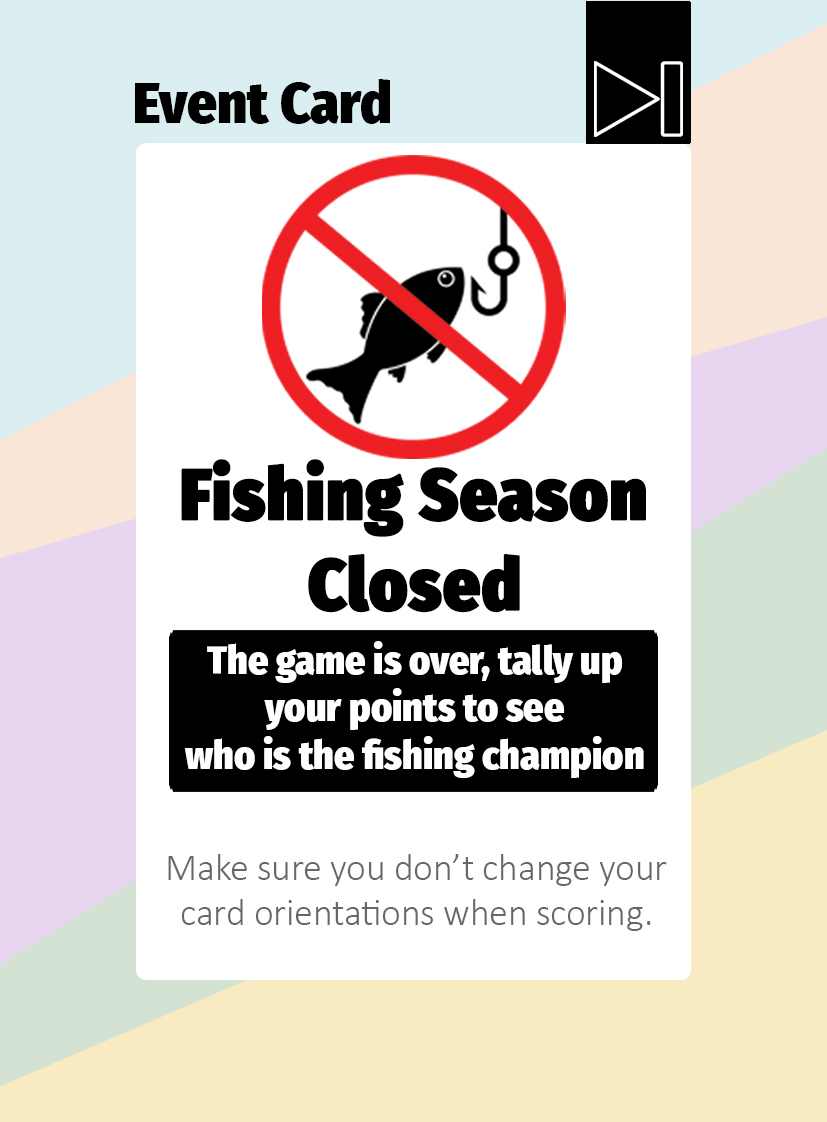 Event Card
Fishing Season
Closed
The game is over, tally up
your points to see
who is the fishing champion
Make sure you don’t change your
card orientations when scoring.